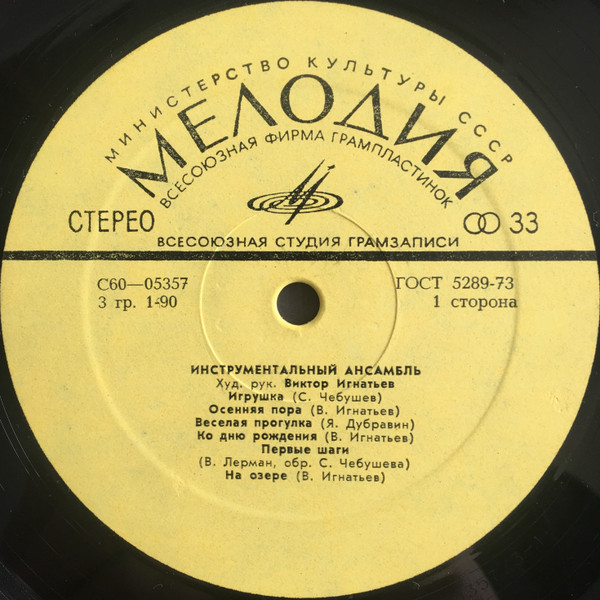 МИНИСТЕРСТВО КУЛЬТУРЫ СССР
МЕЛОДИЯ
ВСЕСОЮЗНАЯ ФИРМА ГРАМПЛАСТИНОК
СТЕРЕО
33
ВСЕСОЮЗНАЯ СТУДИЯ ГРАМЗАПИСИ
С60—05357
ГОСТ 5289-73
3 гр. 1-90
1 сторона
ИНСТРУМЕНТАЛЬНЫЙ АНСАМБЛЬ
Худ. рук. Виктор Игнатьев
Игрушка (С. Чебушев)
Осенняя пора (В. Игнатьев)
Веселая прогулка (Я. Дубравин)
Ко дню рождения (В. Игнатьев)
Первые шаги
(В. Лерман, обр. С. Чебушева)
На озере (В. Игнатьев)